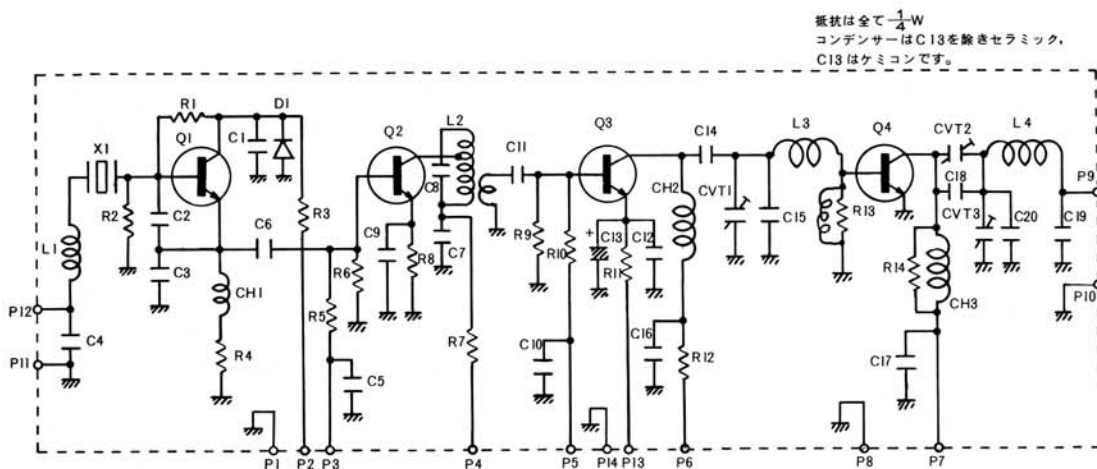 抵抗は全て1/4W
コンデンサーはC13を除きセラミック,
C13はケミコンです。
R1
D1
C1
Q1
X1
R2
C2
L1
C3
C6
R3
P12
C4
P11
CH1
R4
R5
R6
C5
Q2
L2
C8
C9
R8
C7
R7
C11
Q3
R9
R10
+
C13
C12
R11
C10
C14
CH2
CVT1
C15
C16
R12
L3
Q4
R13
CVT2
C18
CVT3
C20
L4
C19
P9
P10
R14
CH3
C17
P1
P2
P3
P4
P5
P14
P13
P6
P8
P7